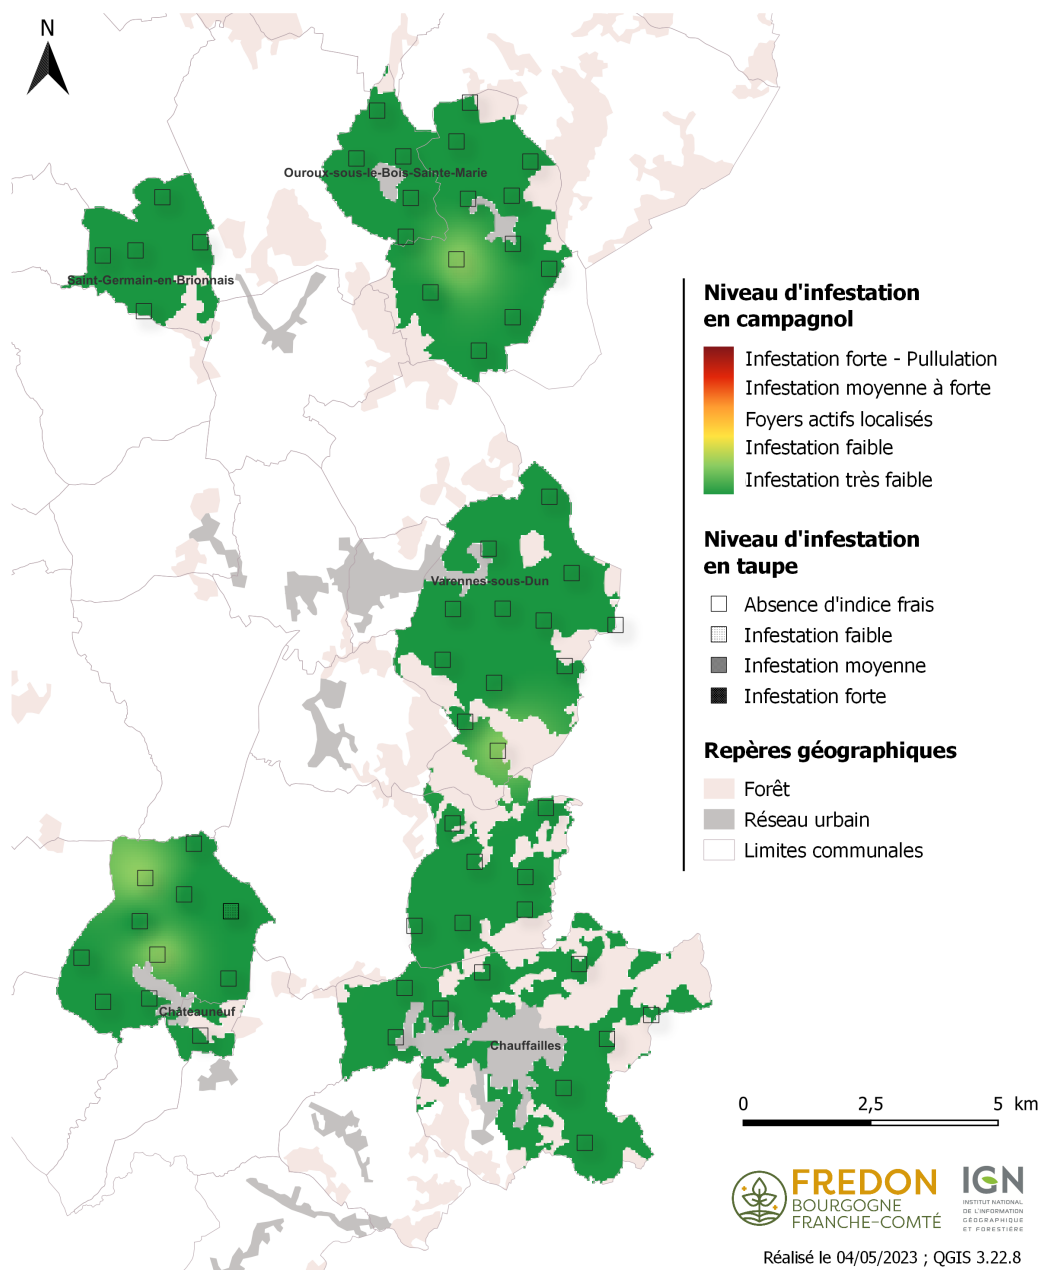 N
Ouroux-sous-le-Bois-Sainte-Marie
Saint-Germain-en-Brionnais
Varennes-sous-Dun
Châteauneuf
Chauffailles
Niveau d'infestation
en campagnol
Infestation forte - Pullulation
Infestation moyenne à forte
Foyers actifs localisés
Infestation faible
Infestation très faible
Niveau d'infestation
en taupe
Absence d'indice frais
Infestation faible
Infestation moyenne
Infestation forte
Repères géographiques
Forêt
Réseau urbain
Limites communales
0 2,5 5 km
FREDON
BOURGOGNE
FRANCHE-COMTÉ
IGN
INSTITUT NATIONAL
DE L'INFORMATION
GÉOGRAPHIQUE
ET FORESTIÈRE
Réalisé le 04/05/2023 ; QGIS 3.22.8